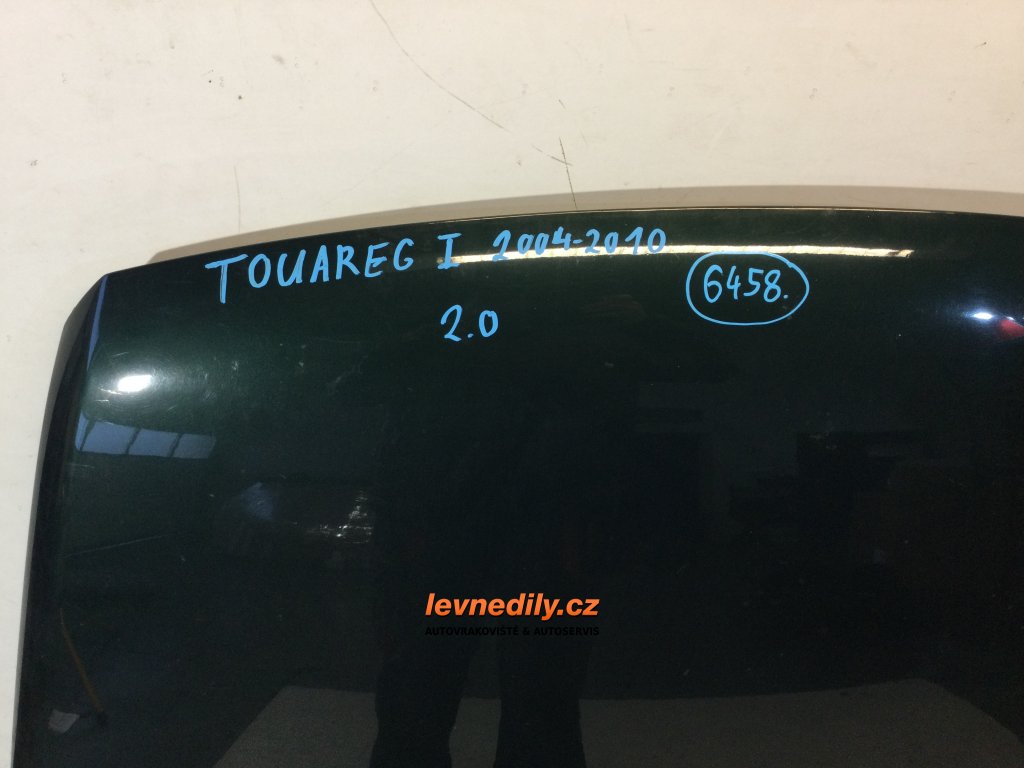 TOUAREG I 2004-2010
6458.
2.0
levnedily.cz
AUTOVRAKOVIŠTĚ & AUTOSERVIS